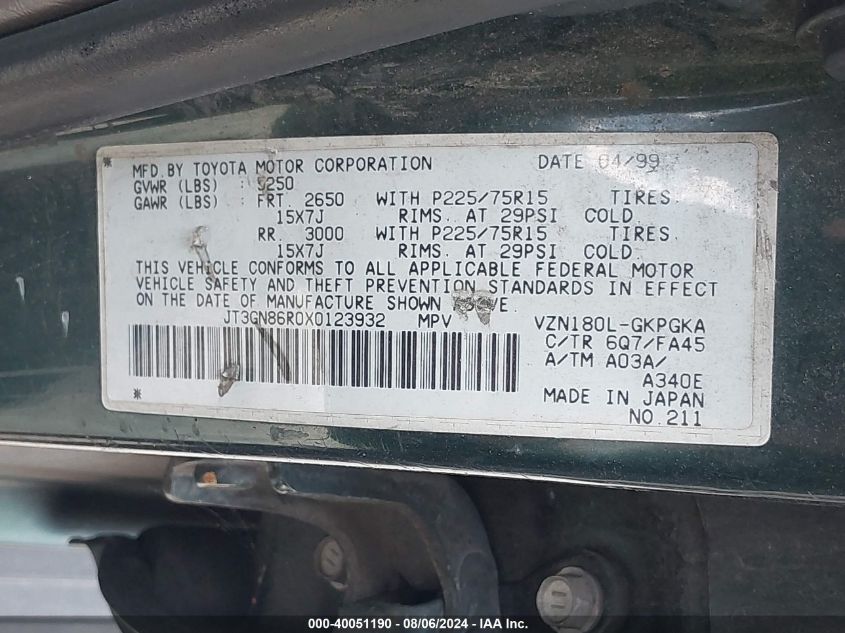 MFD. BY TOYOTA MOTOR CORPORATION DATE 04/99
GVWR (LBS) : 5250
GAWR (LBS) : FRT. 2650 WITH P225/75R15 TIRES,
15X7J RIMS, AT 29PSI COLD.
RR. 3000 WITH P225/75R15 TIRES,
15X7J RIMS, AT 29PSI COLD.
THIS VEHICLE CONFORMS TO ALL APPLICABLE FEDERAL MOTOR
VEHICLE SAFETY AND THEFT PREVENTION STANDARDS IN EFFECT
ON THE DATE OF MANUFACTURE SHOWN ABOVE.
JT3GN86R0X0123932 MPV VZN180L-GKPGKA
C/TR 6Q7/FA45
A/TM A03A/
A340E
MADE IN JAPAN
NO. 211
000-40051190 - 08/06/2024 - IAA Inc.